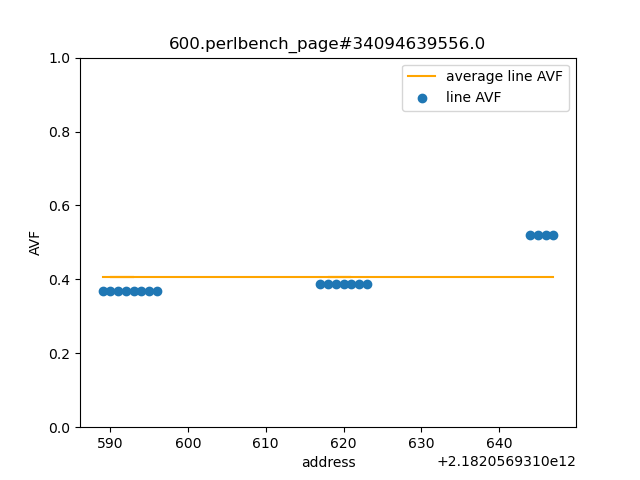 600.perlbench_page#34094639556.0
average line AVF
line AVF
1.0
0.8
0.6
0.4
0.2
0.0
AVF
590 600 610 620 630 640
address
+2.1820569310e12